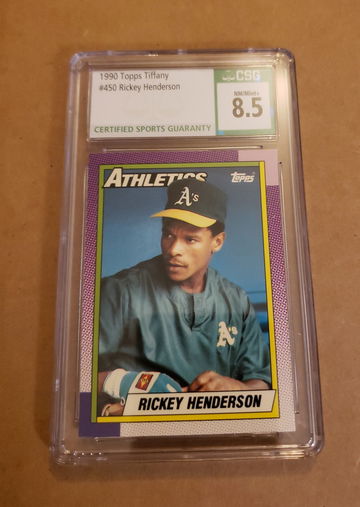 1990 Topps Tiffany
#450 Rickey Henderson
CSG
NM/Mint+
8.5
CERTIFIED SPORTS GUARANTY
ATHLETICS
Topps
A's
A's
RICKEY HENDERSON